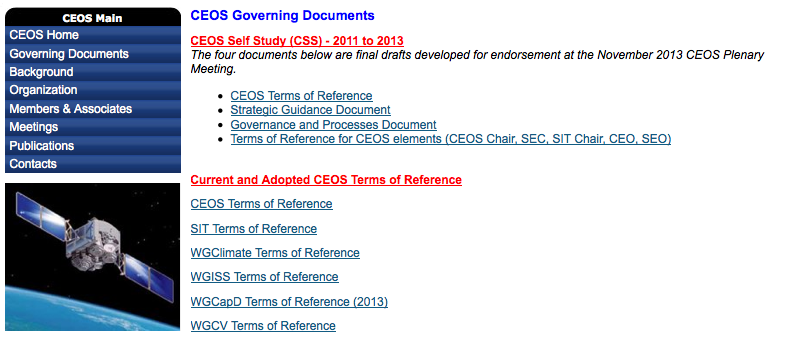 CEOS Main
CEOS Home
Governing Documents
Background
Organization
Members & Associates
Meetings
Publications
Contacts
CEOS Governing Documents
CEOS Self Study (CSS) - 2011 to 2013
The four documents below are final drafts developed for endorsement at the November 2013 CEOS Plenary
Meeting.
CEOS Terms of Reference
Strategic Guidance Document
Governance and Processes Document
Terms of Reference for CEOS elements (CEOS Chair, SEC, SIT Chair, CEO, SEO)
Current and Adopted CEOS Terms of Reference
CEOS Terms of Reference
SIT Terms of Reference
WGClimate Terms of Reference
WGISS Terms of Reference
WGCapD Terms of Reference (2013)
WGCV Terms of Reference